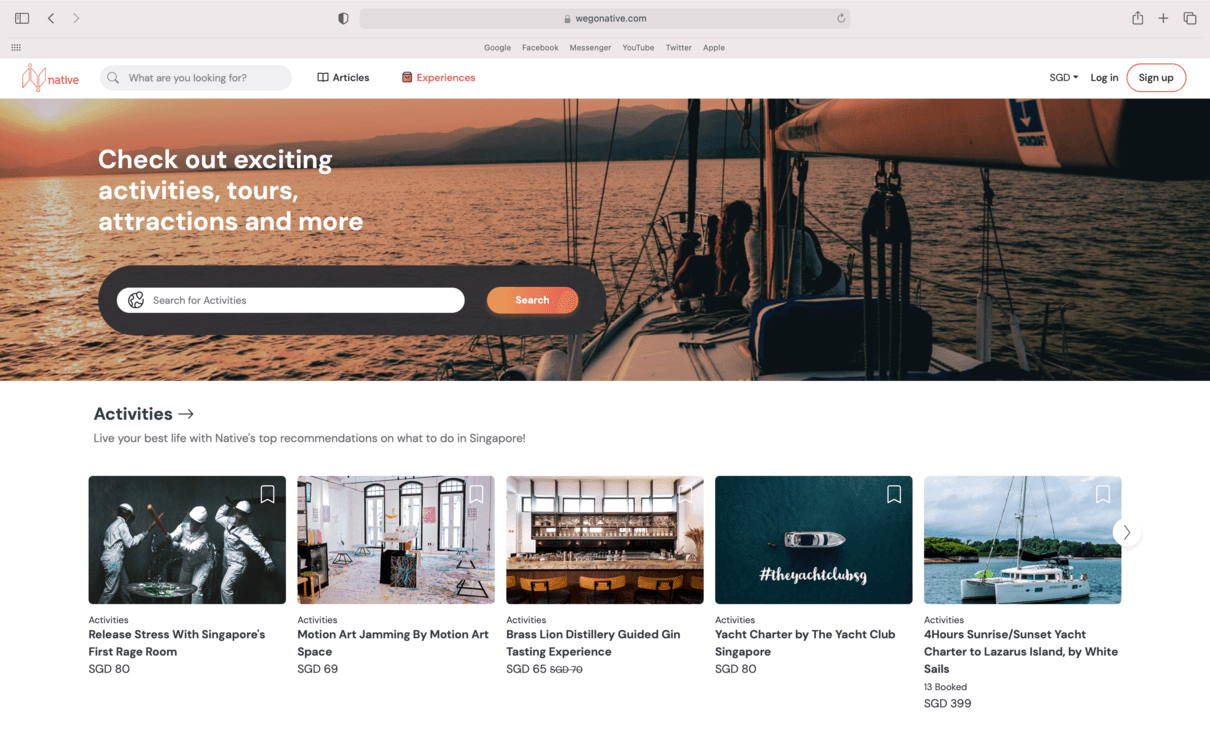 wegonative.com
Google Facebook Messenger YouTube Twitter Apple
native What are you looking for? Articles Experiences SGD Log in Sign up
Check out exciting
activities, tours,
attractions and more
SPARCRAFT
Search for Activities Search
Activities →
Live your best life with Native's top recommendations on what to do in Singapore!
#theyachtclubsg
Activities
Release Stress With Singapore's
First Rage Room
SGD 80
Activities
Motion Art Jamming By Motion Art
Space
SGD 69
Activities
Brass Lion Distillery Guided Gin
Tasting Experience
SGD 65 SGD 70
Activities
Yacht Charter by The Yacht Club
Singapore
SGD 80
Activities
4Hours Sunrise/Sunset Yacht
Charter to Lazarus Island, by White
Sails
13 Booked
SGD 399